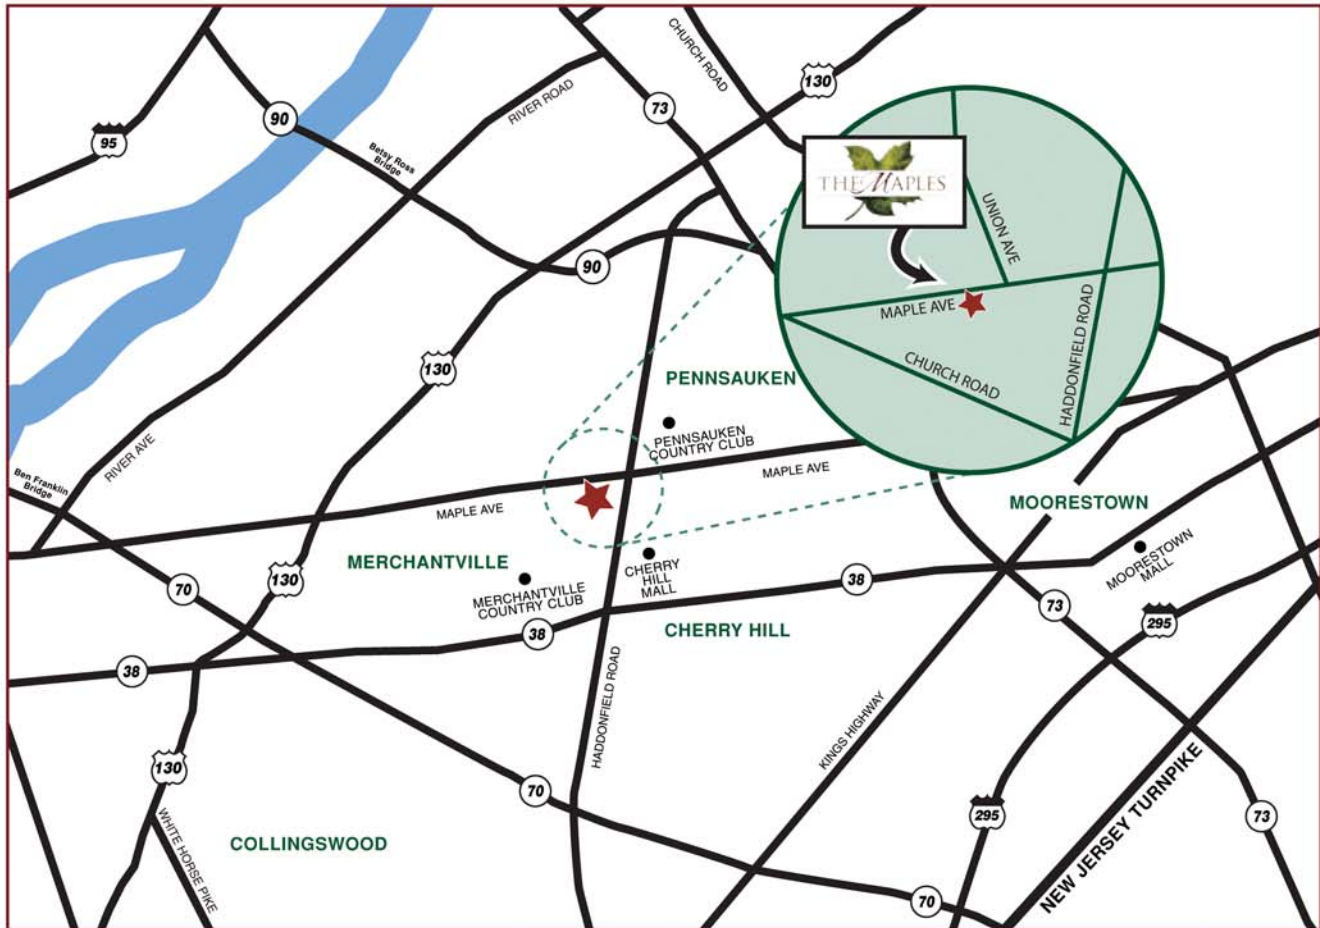 CHURCH ROAD
130
RIVER ROAD
73
90
95
Betsy Ross
Bridge
THE MAPLES
UNION AVE
90
MAPLE AVE
HADDONFIELD ROAD
CHURCH ROAD
130
PENNSAUKEN
PENNSAUKEN
COUNTRY CLUB
MAPLE AVE
RIVER AVE
Ben Franklin
Bridge
MAPLE AVE
MOORESTOWN
MERCHANTVILLE
CHERRY
HILL
MALL
MOORESTOWN
MALL
130
70
MERCHANTVILLE
COUNTRY CLUB
38
73
295
38
CHERRY HILL
38
HADDONFIELD ROAD
KINGS HIGHWAY
NEW JERSEY TURNPIKE
130
70
295
73
WHITE HORSE PIKE
COLLINGSWOOD
70